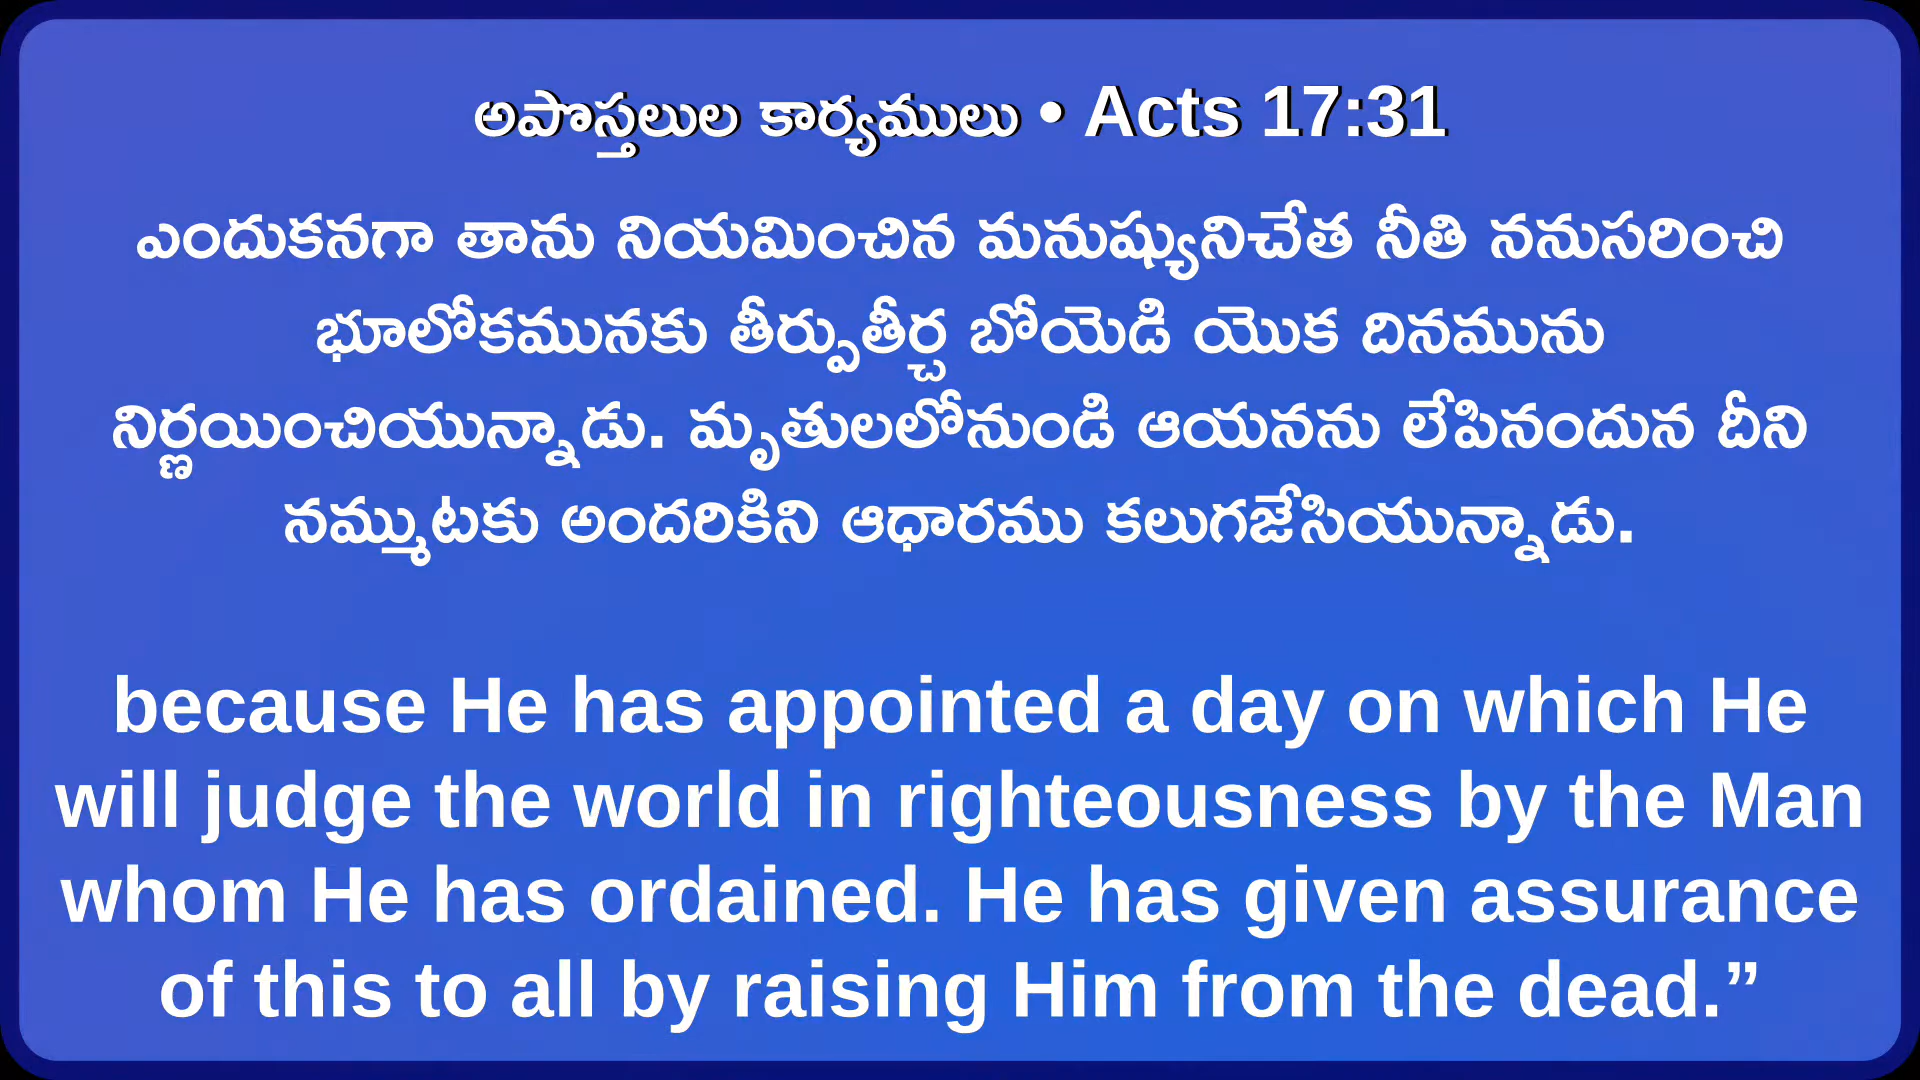 అపొస్తలుల కార్యములు • Acts 17:31
ఎందుకనగా తాను నియమించిన మనుష్యునిచేత నీతి ననుసరించి
భూలోకమునకు తీర్పుతీర్చ బోయెడి యొక దినమును
నిర్ణయించియున్నాడు. మృతులలోనుండి ఆయనను లేపినందున దీని
నమ్ముటకు అందరికిని ఆధారము కలుగజేసియున్నాడు.
because He has appointed a day on which He
will judge the world in righteousness by the Man
whom He has ordained. He has given assurance
of this to all by raising Him from the dead.”